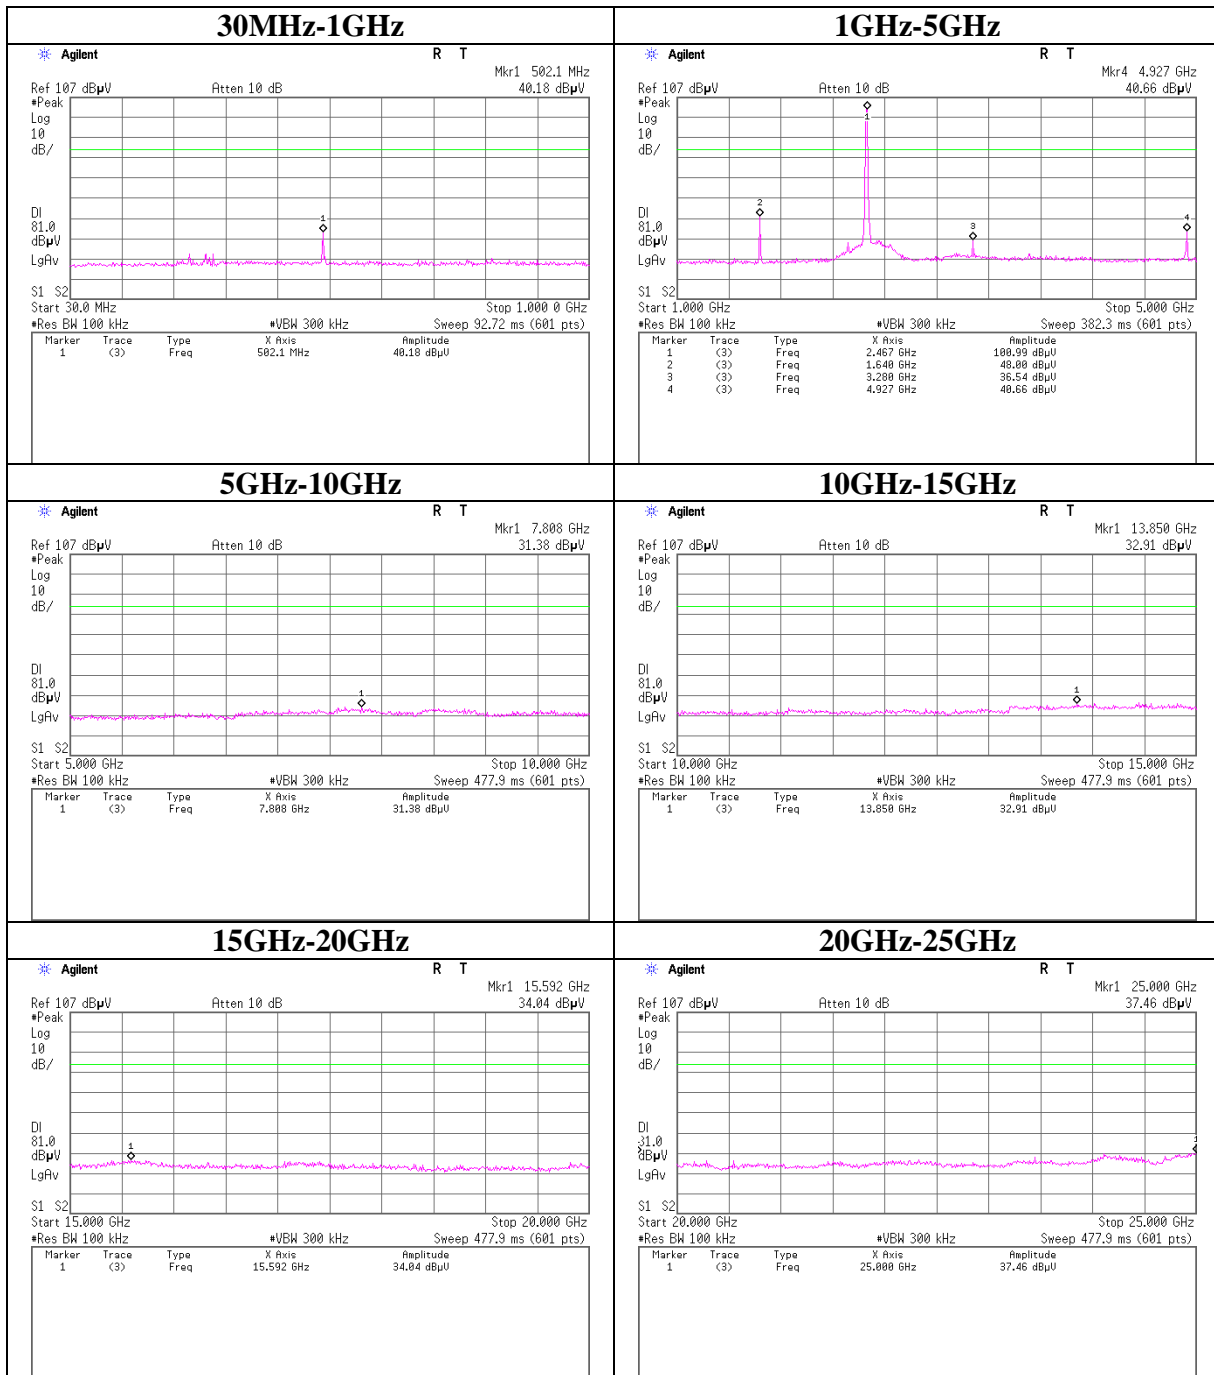 30MHz-1GHz
Agilent
R T
Mkr1 502.1 MHz
Ref 107 dBµV Atten 10 dB 40.18 dBµV
#Peak
Log
10
dB/
1
DI
81.0
dBµV
LgAv
S1 S2
Start 30.0 MHz Stop 1.000 0 GHz
#Res BW 100 kHz #VBW 300 kHz Sweep 92.72 ms (601 pts)
Marker Trace Type X Axis Amplitude
1 (3) Freq 502.1 MHz 40.18 dBµV
1GHz-5GHz
Agilent
R T
Mkr4 4.927 GHz
Ref 107 dBµV Atten 10 dB 40.66 dBµV
#Peak
Log
10
dB/
1
2
3
4
DI
81.0
dBµV
LgAv
S1 S2
Start 1.000 GHz Stop 5.000 GHz
#Res BW 100 kHz #VBW 300 kHz Sweep 382.3 ms (601 pts)
Marker Trace Type X Axis Amplitude
1 (3) Freq 2.467 GHz 100.99 dBµV
2 (3) Freq 1.640 GHz 48.00 dBµV
3 (3) Freq 3.280 GHz 36.54 dBµV
4 (3) Freq 4.927 GHz 40.66 dBµV
5GHz-10GHz
Agilent
R T
Mkr1 7.808 GHz
Ref 107 dBµV Atten 10 dB 31.38 dBµV
#Peak
Log
10
dB/
1
DI
81.0
dBµV
LgAv
S1 S2
Start 5.000 GHz Stop 10.000 GHz
#Res BW 100 kHz #VBW 300 kHz Sweep 477.9 ms (601 pts)
Marker Trace Type X Axis Amplitude
1 (3) Freq 7.808 GHz 31.38 dBµV
10GHz-15GHz
Agilent
R T
Mkr1 13.850 GHz
Ref 107 dBµV Atten 10 dB 32.91 dBµV
#Peak
Log
10
dB/
1
DI
81.0
dBµV
LgAv
S1 S2
Start 10.000 GHz Stop 15.000 GHz
#Res BW 100 kHz #VBW 300 kHz Sweep 477.9 ms (601 pts)
Marker Trace Type X Axis Amplitude
1 (3) Freq 13.850 GHz 32.91 dBµV
15GHz-20GHz
Agilent
R T
Mkr1 15.592 GHz
Ref 107 dBµV Atten 10 dB 34.04 dBµV
#Peak
Log
10
dB/
1
DI
81.0
dBµV
LgAv
S1 S2
Start 15.000 GHz Stop 20.000 GHz
#Res BW 100 kHz #VBW 300 kHz Sweep 477.9 ms (601 pts)
Marker Trace Type X Axis Amplitude
1 (3) Freq 15.592 GHz 34.04 dBµV
20GHz-25GHz
Agilent
R T
Mkr1 25.000 GHz
Ref 107 dBµV Atten 10 dB 37.46 dBµV
#Peak
Log
10
dB/
1
DI
81.0
dBµV
LgAv
S1 S2
Start 20.000 GHz Stop 25.000 GHz
#Res BW 100 kHz #VBW 300 kHz Sweep 477.9 ms (601 pts)
Marker Trace Type X Axis Amplitude
1 (3) Freq 25.000 GHz 37.46 dBµV